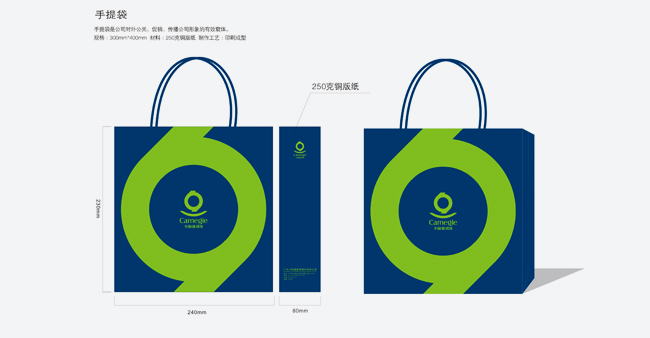 手提袋
手提袋是公司对外公关、促销、传播公司形象的有效载体。
规格：300mm*400mm 材料：250克铜版纸 制作工艺：印刷成型
250克铜版纸
230mm
Carnegie
Carnegie
Carnegie
240mm
80mm